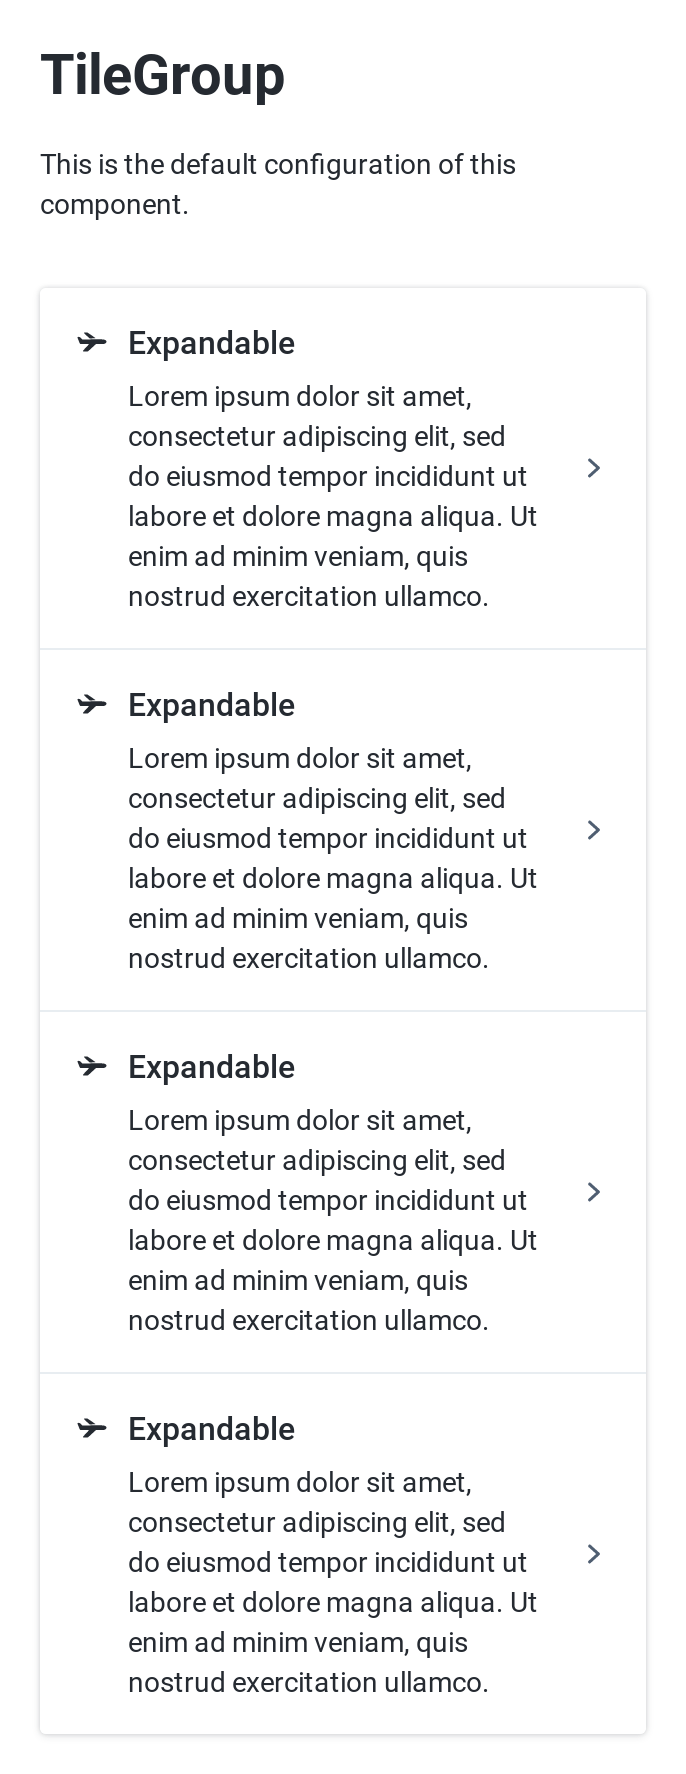 TileGroup
This is the default configuration of this
component.
Expandable
Lorem ipsum dolor sit amet,
consectetur adipiscing elit, sed
do eiusmod tempor incididunt ut
labore et dolore magna aliqua. Ut
enim ad minim veniam, quis
nostrud exercitation ullamco.
Expandable
Lorem ipsum dolor sit amet,
consectetur adipiscing elit, sed
do eiusmod tempor incididunt ut
labore et dolore magna aliqua. Ut
enim ad minim veniam, quis
nostrud exercitation ullamco.
Expandable
Lorem ipsum dolor sit amet,
consectetur adipiscing elit, sed
do eiusmod tempor incididunt ut
labore et dolore magna aliqua. Ut
enim ad minim veniam, quis
nostrud exercitation ullamco.
Expandable
Lorem ipsum dolor sit amet,
consectetur adipiscing elit, sed
do eiusmod tempor incididunt ut
labore et dolore magna aliqua. Ut
enim ad minim veniam, quis
nostrud exercitation ullamco.